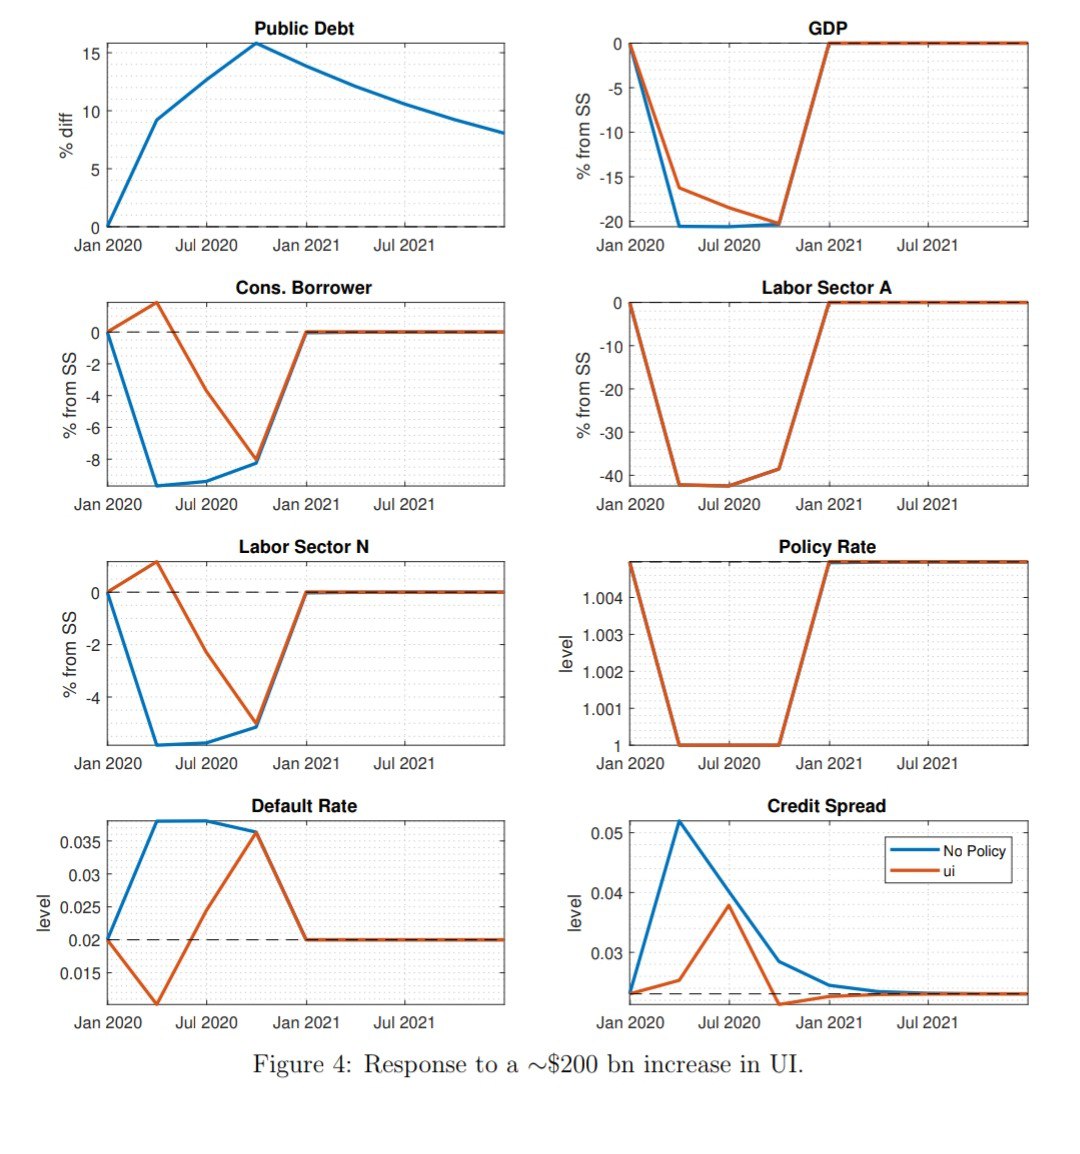 Public Debt
% diff
15
10
5
0
Jan 2020 Jul 2020 Jan 2021 Jul 2021
GDP
% from SS
0
-5
-10
-15
-20
Jan 2020 Jul 2020 Jan 2021 Jul 2021
Cons. Borrower
% from SS
0
-2
-4
-6
-8
Jan 2020 Jul 2020 Jan 2021 Jul 2021
Labor Sector A
% from SS
0
-10
-20
-30
-40
Jan 2020 Jul 2020 Jan 2021 Jul 2021
Labor Sector N
% from SS
0
-2
-4
Jan 2020 Jul 2020 Jan 2021 Jul 2021
Policy Rate
level
1.004
1.003
1.002
1.001
1
Jan 2020 Jul 2020 Jan 2021 Jul 2021
Default Rate
level
0.035
0.03
0.025
0.02
0.015
Jan 2020 Jul 2020 Jan 2021 Jul 2021
Credit Spread
level
0.05
0.04
0.03
No Policy
ui
Jan 2020 Jul 2020 Jan 2021 Jul 2021
Figure 4: Response to a ∼$200 bn increase in UI.